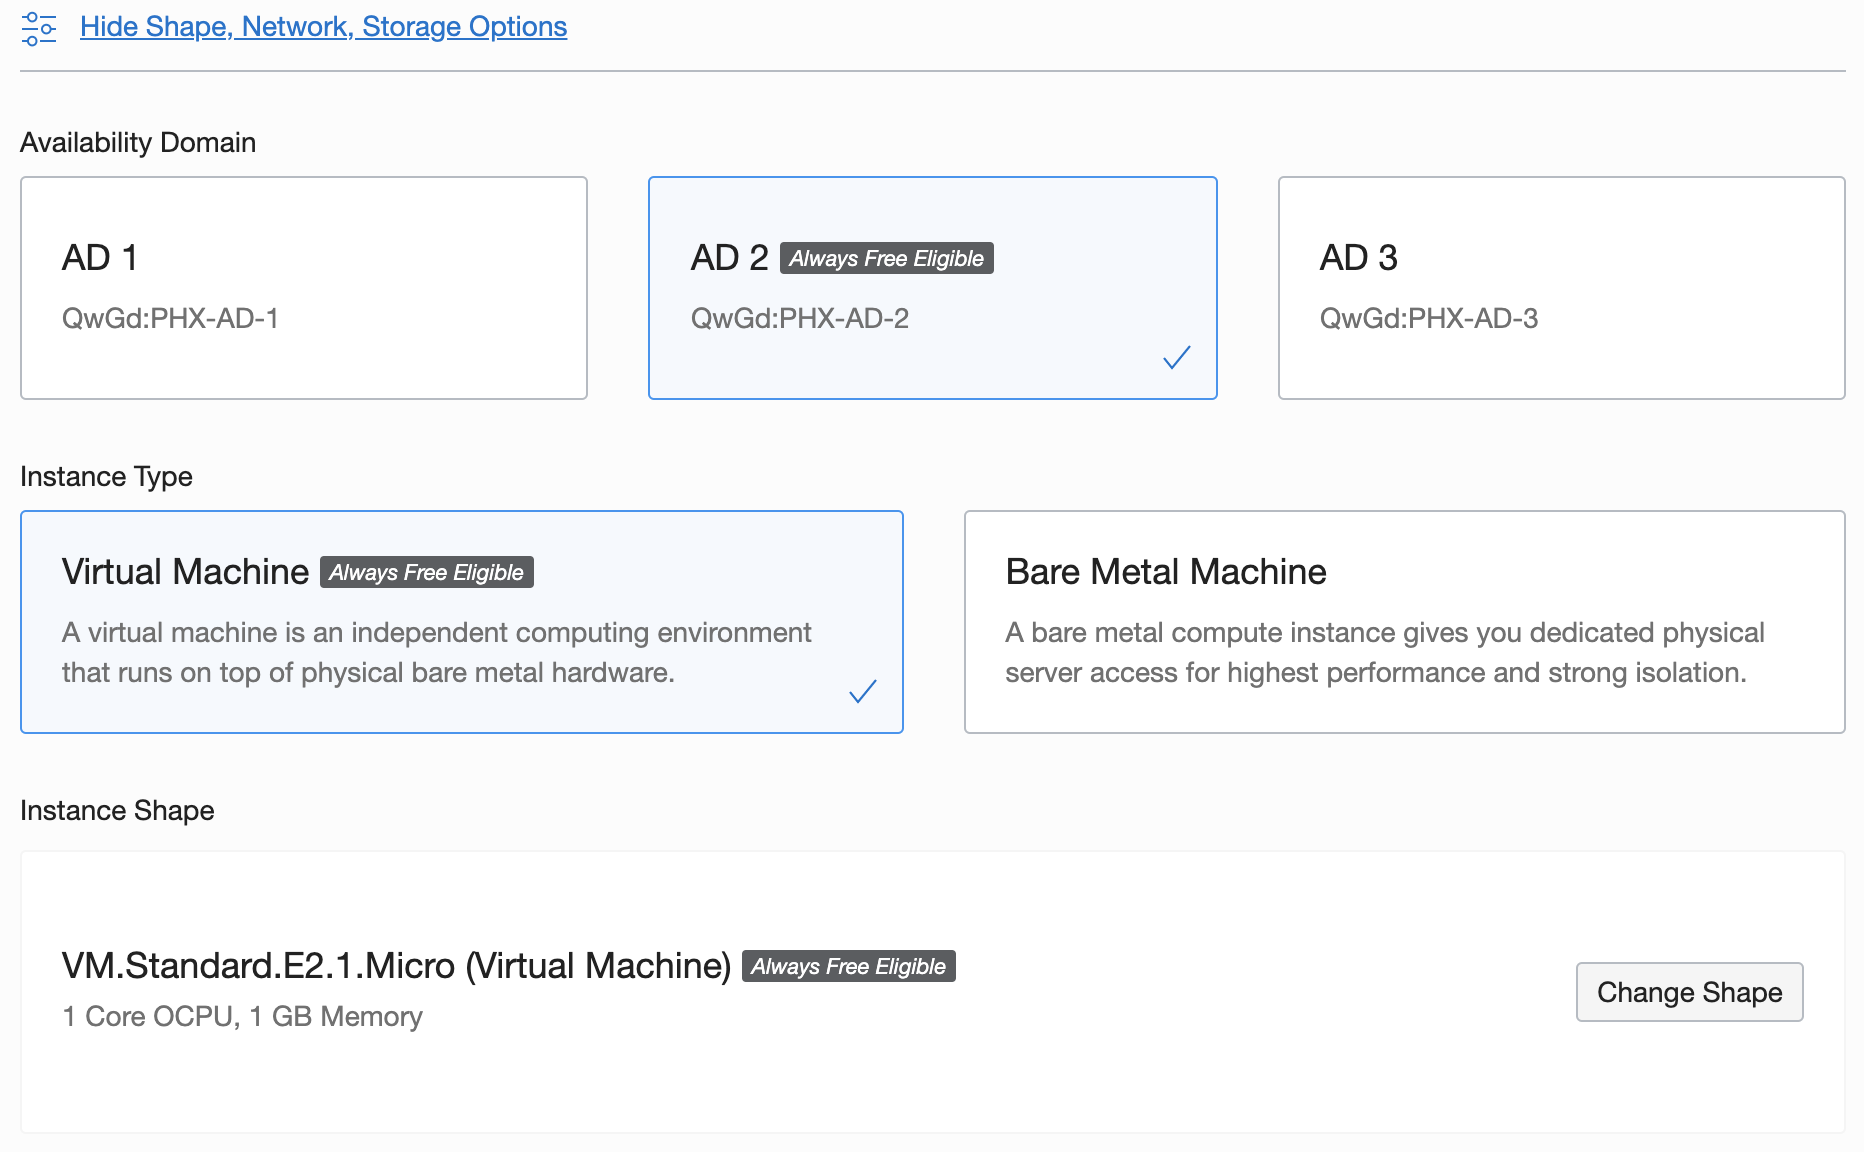 Hide Shape, Network, Storage Options
Availability Domain
AD 1
QwGd:PHX-AD-1
AD 2 Always Free Eligible
QwGd:PHX-AD-2
AD 3
QwGd:PHX-AD-3
Instance Type
Virtual Machine Always Free Eligible
A virtual machine is an independent computing environment
that runs on top of physical bare metal hardware.
Bare Metal Machine
A bare metal compute instance gives you dedicated physical
server access for highest performance and strong isolation.
Instance Shape
VM.Standard.E2.1.Micro (Virtual Machine) Always Free Eligible
1 Core OCPU, 1 GB Memory
Change Shape